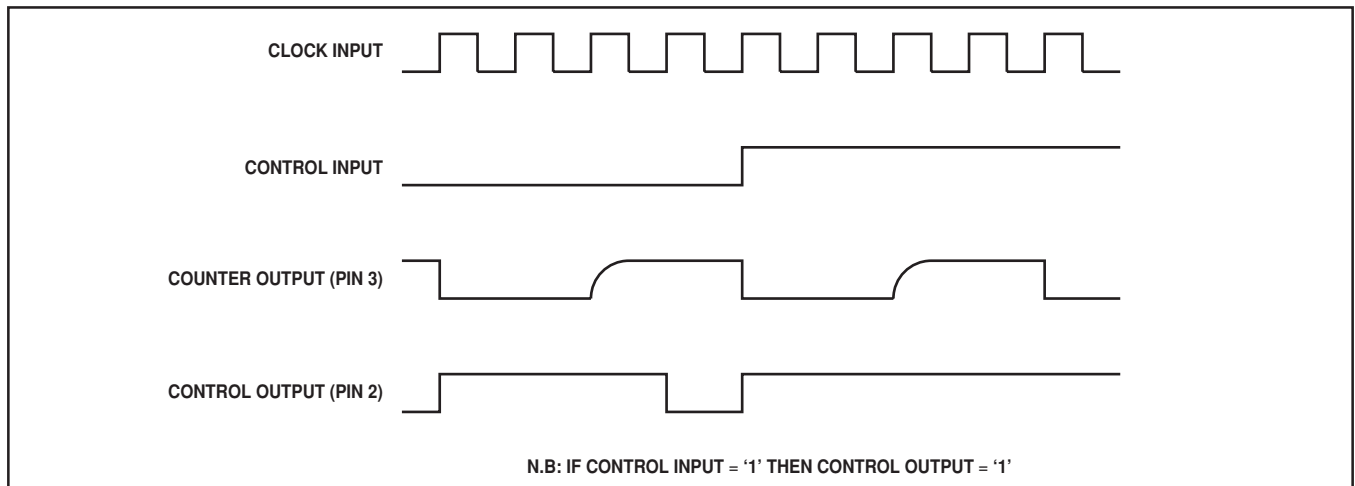 CLOCK INPUT
CONTROL INPUT
COUNTER OUTPUT (PIN 3)
CONTROL OUTPUT (PIN 2)
N.B: IF CONTROL INPUT = ‘1’ THEN CONTROL OUTPUT = ‘1’